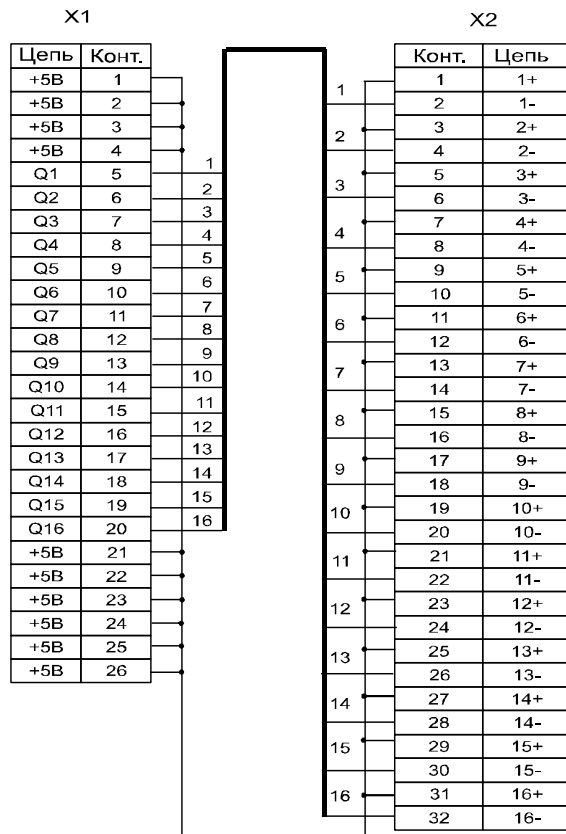 X1
Цепь Конт.
+5В 1
+5В 2
+5В 3
+5В 4
Q1 5 1
Q2 6 2
Q3 7 3
Q4 8 4
Q5 9 5
Q6 10 6
Q7 11 7
Q8 12 8
Q9 13 9
Q10 14 10
Q11 15 11
Q12 16 12
Q13 17 13
Q14 18 14
Q15 19 15
Q16 20 16
+5В 21
+5В 22
+5В 23
+5В 24
+5В 25
+5В 26
X2
Конт. Цепь
1 1+
1 2 1-
3 2+
2 4 2-
5 3+
3 6 3-
7 4+
4 8 4-
9 5+
5 10 5-
11 6+
6 12 6-
13 7+
7 14 7-
15 8+
8 16 8-
17 9+
9 18 9-
19 10+
10 20 10-
21 11+
11 22 11-
23 12+
12 24 12-
25 13+
13 26 13-
27 14+
14 28 14-
29 15+
15 30 15-
31 16+
16 32 16-